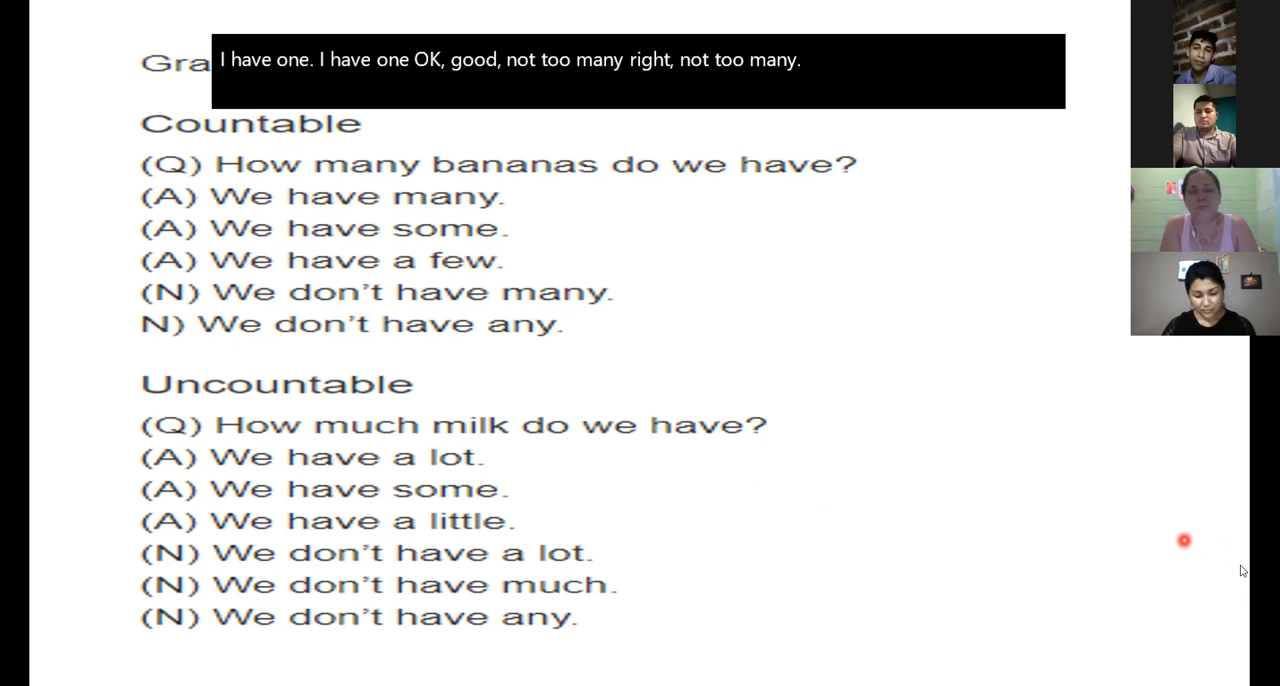 I have one. I have one OK, good, not too many right, not too many.
Gra
Countable
(Q) How many bananas do we have?
(A) We have many.
(A) We have some.
(A) We have a few.
(N) We don't have many.
N) We don't have any.
Uncountable
(Q) How much milk do we have?
(A) We have a lot.
(A) We have some.
(A) We have a little.
(N) We don't have a lot.
(N) We don't have much.
(N) We don't have any.